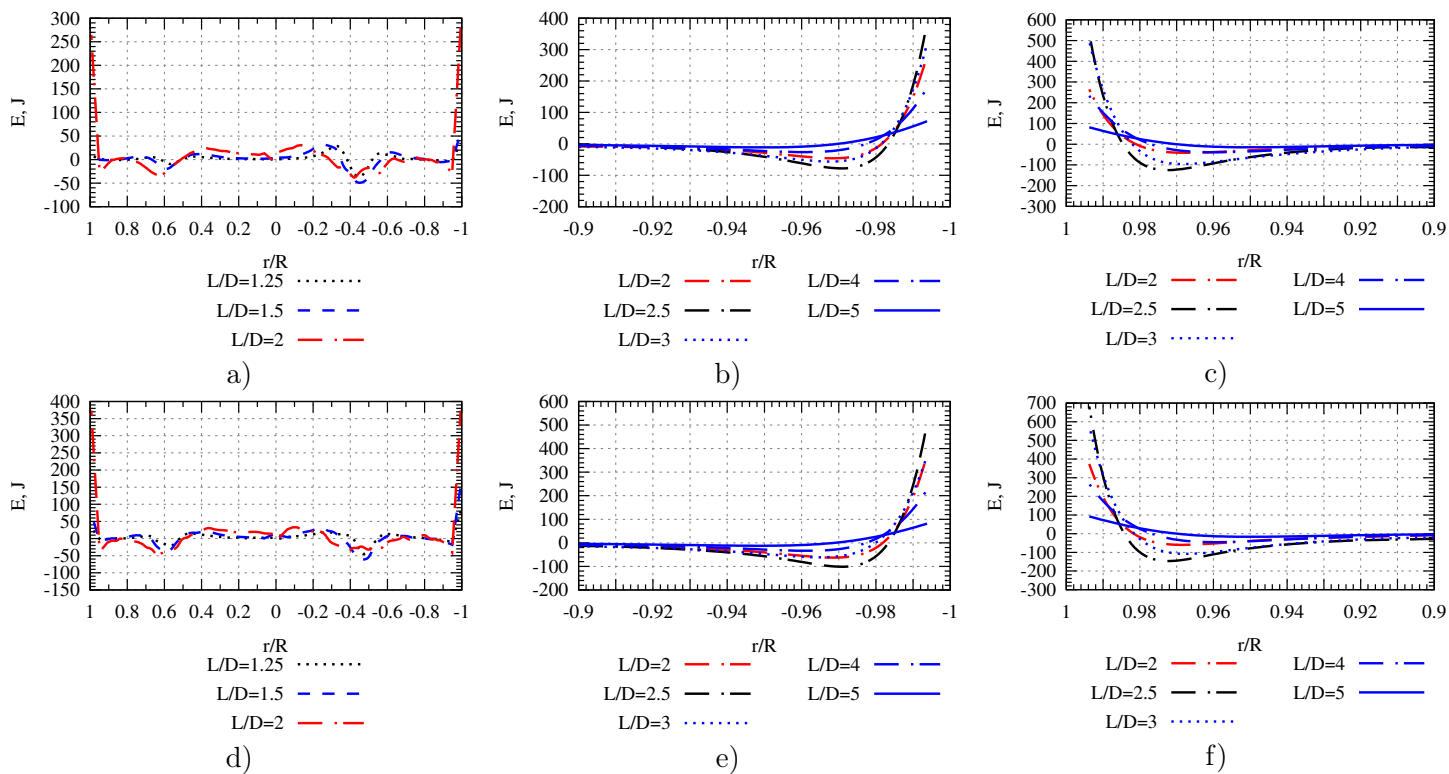 300
250
200
150
100
50
0
-50
-100
E, J
1 0.8 0.6 0.4 0.2 0 -0.2 -0.4 -0.6 -0.8 -1
r/R
L/D=1.25
L/D=1.5
L/D=2
a)
400
300
200
100
0
-100
-200
E, J
-0.9 -0.92 -0.94 -0.96 -0.98 -1
r/R
L/D=2 L/D=4
L/D=2.5 L/D=5
L/D=3
b)
600
500
400
300
200
100
0
-100
-200
-300
E, J
1 0.98 0.96 0.94 0.92 0.9
r/R
L/D=2 L/D=4
L/D=2.5 L/D=5
L/D=3
c)
400
350
300
250
200
150
100
50
0
-50
-100
-150
E, J
1 0.8 0.6 0.4 0.2 0 -0.2 -0.4 -0.6 -0.8 -1
r/R
L/D=1.25
L/D=1.5
L/D=2
d)
600
500
400
300
200
100
0
-100
-200
E, J
-0.9 -0.92 -0.94 -0.96 -0.98 -1
r/R
L/D=2 L/D=4
L/D=2.5 L/D=5
L/D=3
e)
700
600
500
400
300
200
100
0
-100
-200
-300
E, J
1 0.98 0.96 0.94 0.92 0.9
r/R
L/D=2 L/D=4
L/D=2.5 L/D=5
L/D=3
f)